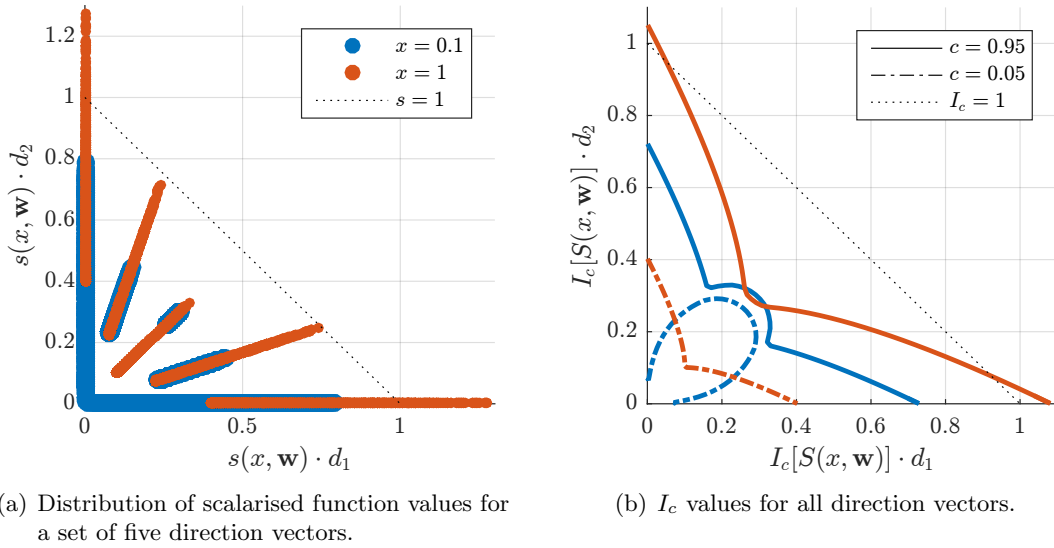 1.2
1
0.8
0.6
0.4
0.2
0
0
0.5
1
s(x, w) · d₂
s(x, w) · d₁
x = 0.1
x = 1
s = 1
1
0.8
0.6
0.4
0.2
0
0
0.2
0.4
0.6
0.8
1
I_c[S(x, w)] · d₂
I_c[S(x, w)] · d₁
c = 0.95
c = 0.05
I_c = 1
a) Distribution of scalarised function values for
a set of five direction vectors.
(b) I_c values for all direction vectors.